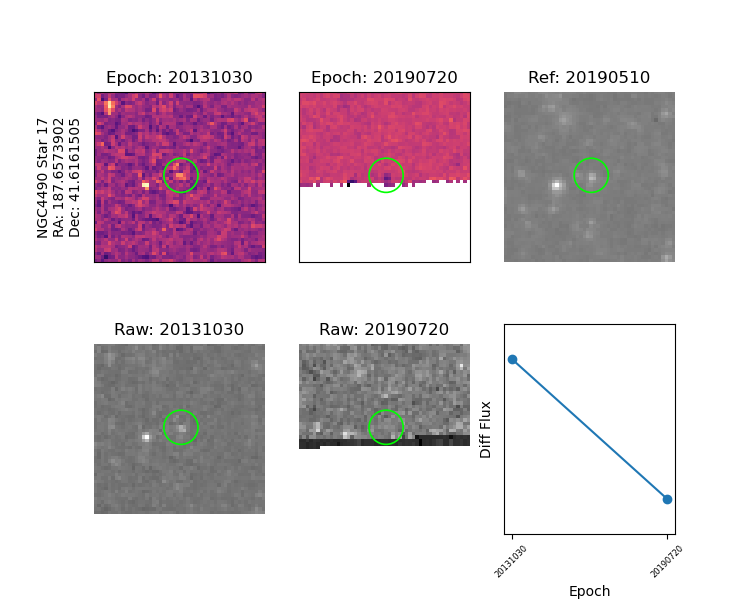 Epoch: 20131030
Epoch: 20190720
Ref: 20190510
NGC4490 Star 17
RA: 187.6573902
Dec: 41.6161505
Raw: 20131030
Raw: 20190720
Diff Flux
20131030
20190720
Epoch